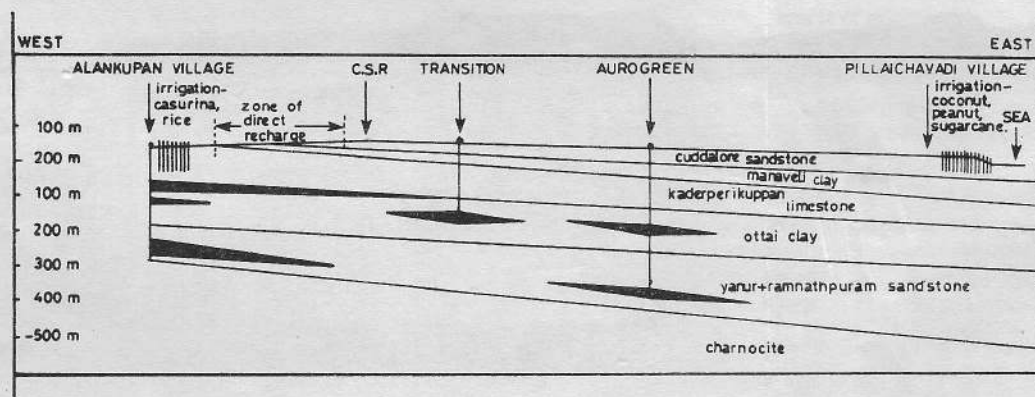 WEST
EAST
ALANKUPAN VILLAGE
C.S.R
TRANSITION
AUROGREEN
PILLAICHAVADI VILLAGE
irrigation-
casurina,
rice
zone of
direct
recharge
irrigation-
coconut,
peanut,
sugarcane.
SEA
100 m
200 m
100 m
200 m
300 m
400 m
-500 m
cuddalore sandstone
manaveli clay
kaderperikuppan
limestone
ottai clay
yanur+ramnathpuram sandstone
charnocite